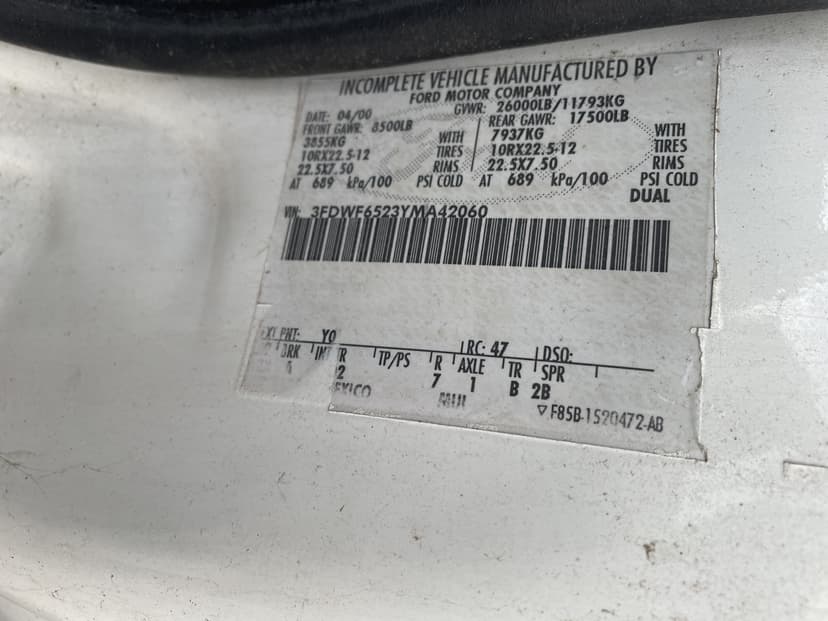 INCOMPLETE VEHICLE MANUFACTURED BY
FORD MOTOR COMPANY
DATE: 04/00 GVWR: 26000LB/11793KG
FRONT GAWR: 8500LB REAR GAWR: 17500LB
3855KG WITH 7937KG WITH
10RX22.5-12 TIRES 10RX22.5-12 TIRES
22.5X7.50 RIMS 22.5X7.50 RIMS
AT 689 kPa/100 PSI COLD AT 689 kPa/100 PSI COLD
DUAL
VIN: 3FDWF6523YMA42060
PNT: YO RC: 47 DSO:
BRK INT TR TP/PS R AXLE TR SPR
2 7 1 B 2B
EXICO
▽ F85B-1520472-AB